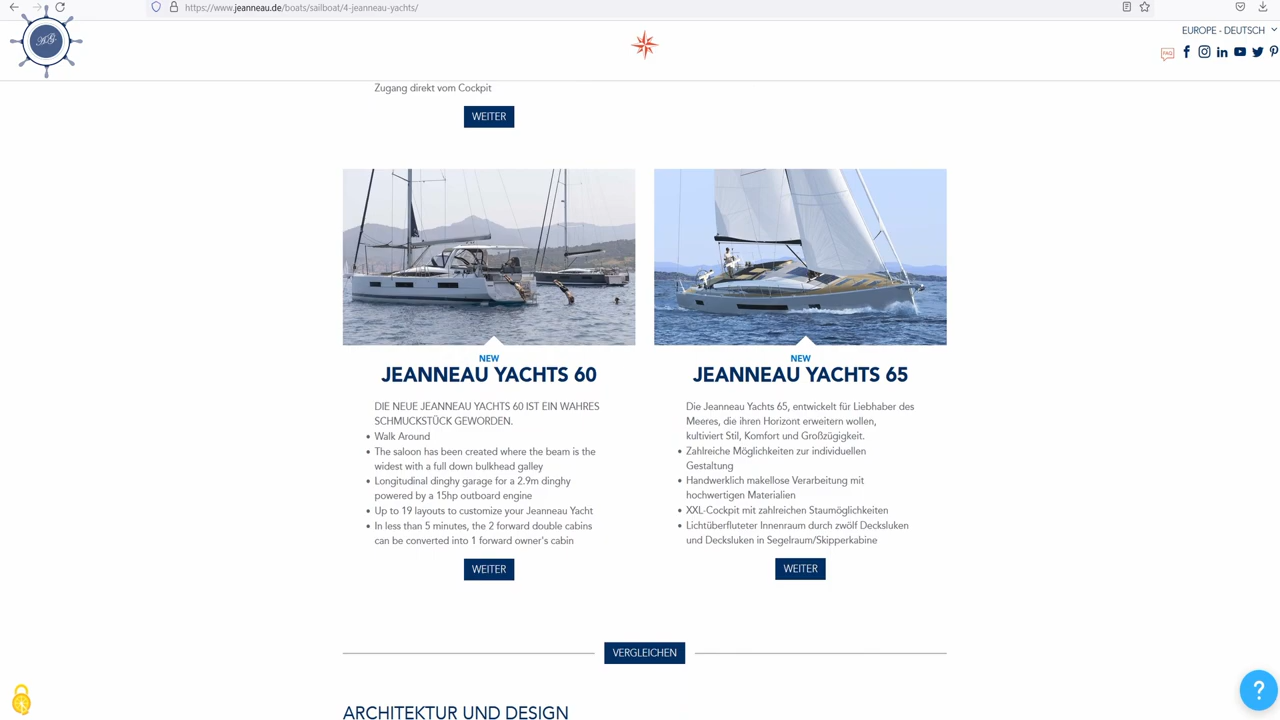 https://www.jeanneau.de/boats/sailboat/4-jeanneau-yachts/
EUROPE - DEUTSCH
FAQ
Zugang direkt vom Cockpit
WEITER
NEW
JEANNEAU YACHTS 60
DIE NEUE JEANNEAU YACHTS 60 IST EIN WAHRES
SCHMUCKSTÜCK GEWORDEN.
• Walk Around
• The saloon has been created where the beam is the
widest with a full down bulkhead galley
• Longitudinal dinghy garage for a 2.9m dinghy
powered by a 15hp outboard engine
• Up to 19 layouts to customize your Jeanneau Yacht
• In less than 5 minutes, the 2 forward double cabins
can be converted into 1 forward owner's cabin
WEITER
NEW
JEANNEAU YACHTS 65
Die Jeanneau Yachts 65, entwickelt für Liebhaber des
Meeres, die ihren Horizont erweitern wollen,
kultiviert Stil, Komfort und Großzügigkeit.
• Zahlreiche Möglichkeiten zur individuellen
Gestaltung
• Handwerklich makellose Verarbeitung mit
hochwertigen Materialien
• XXL-Cockpit mit zahlreichen Staumöglichkeiten
• Lichtüberfluteter Innenraum durch zwölf Decksluken
und Decksluken in Segelraum/Skipperkabine
WEITER
VERGLEICHEN
ARCHITEKTUR UND DESIGN
?